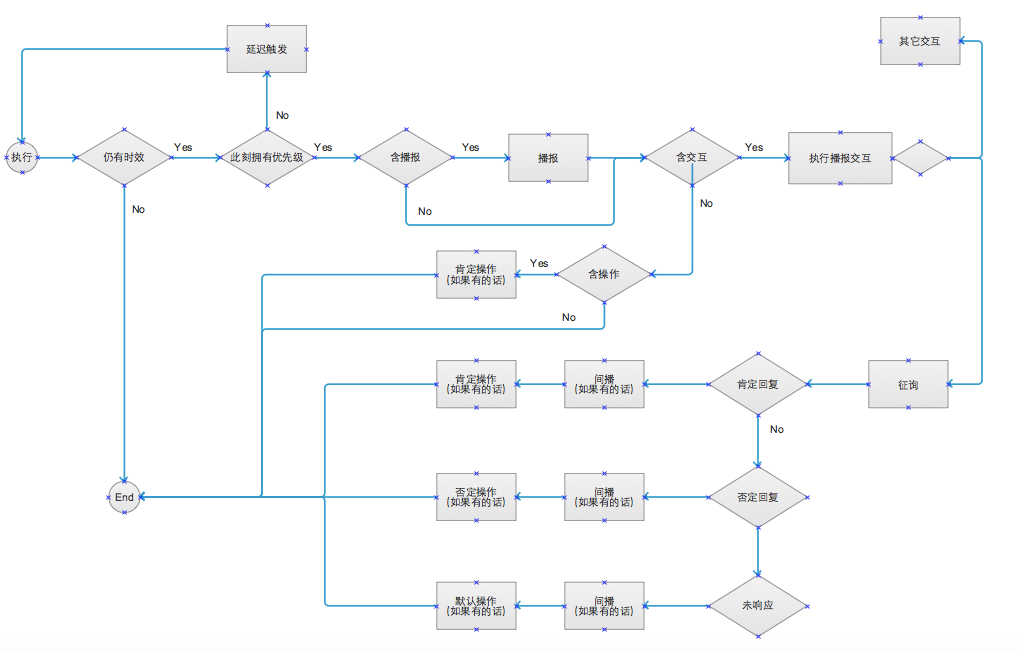 延迟触发
其它交互
No
执行
仍有时效
Yes
此刻拥有优先级
Yes
含播报
Yes
播报
含交互
Yes
执行播报交互
No
No
No
肯定操作
(如果有的话)
Yes
含操作
No
肯定操作
(如果有的话)
间播
(如果有的话)
肯定回复
征询
No
End
否定操作
(如果有的话)
间播
(如果有的话)
否定回复
默认操作
(如果有的话)
间播
(如果有的话)
未响应